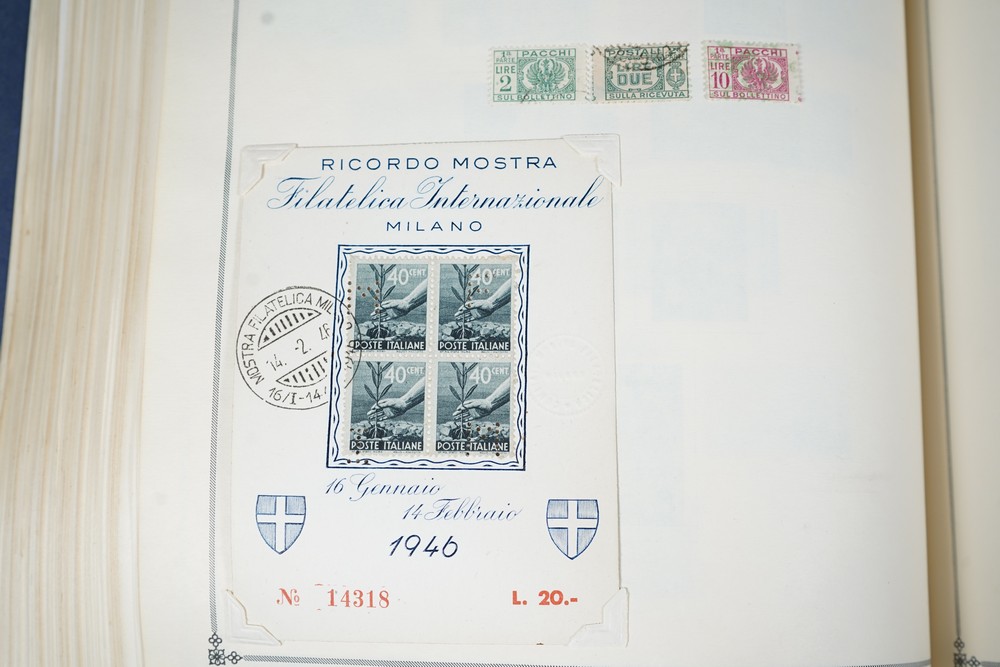 1ª PARTE PACCHI
LIRE 2
SUL BOLLETTINO
POSTALI
LIRE
DUE
SULLA RICEVUTA
1ª PARTE PACCHI
LIRE 10
SUL BOLLETTINO
RICORDO MOSTRA
Filatelica Internazionale
MILANO
40 CENT.
POSTE ITALIANE
40 CENT.
POSTE ITALIANE
40 CENT.
POSTE ITALIANE
40 CENT.
POSTE ITALIANE
MOSTRA FILATELICA
14.-2.46
16/I-14
16 Gennaio
14 Febbraio
1946
№ 14318
L. 20.-